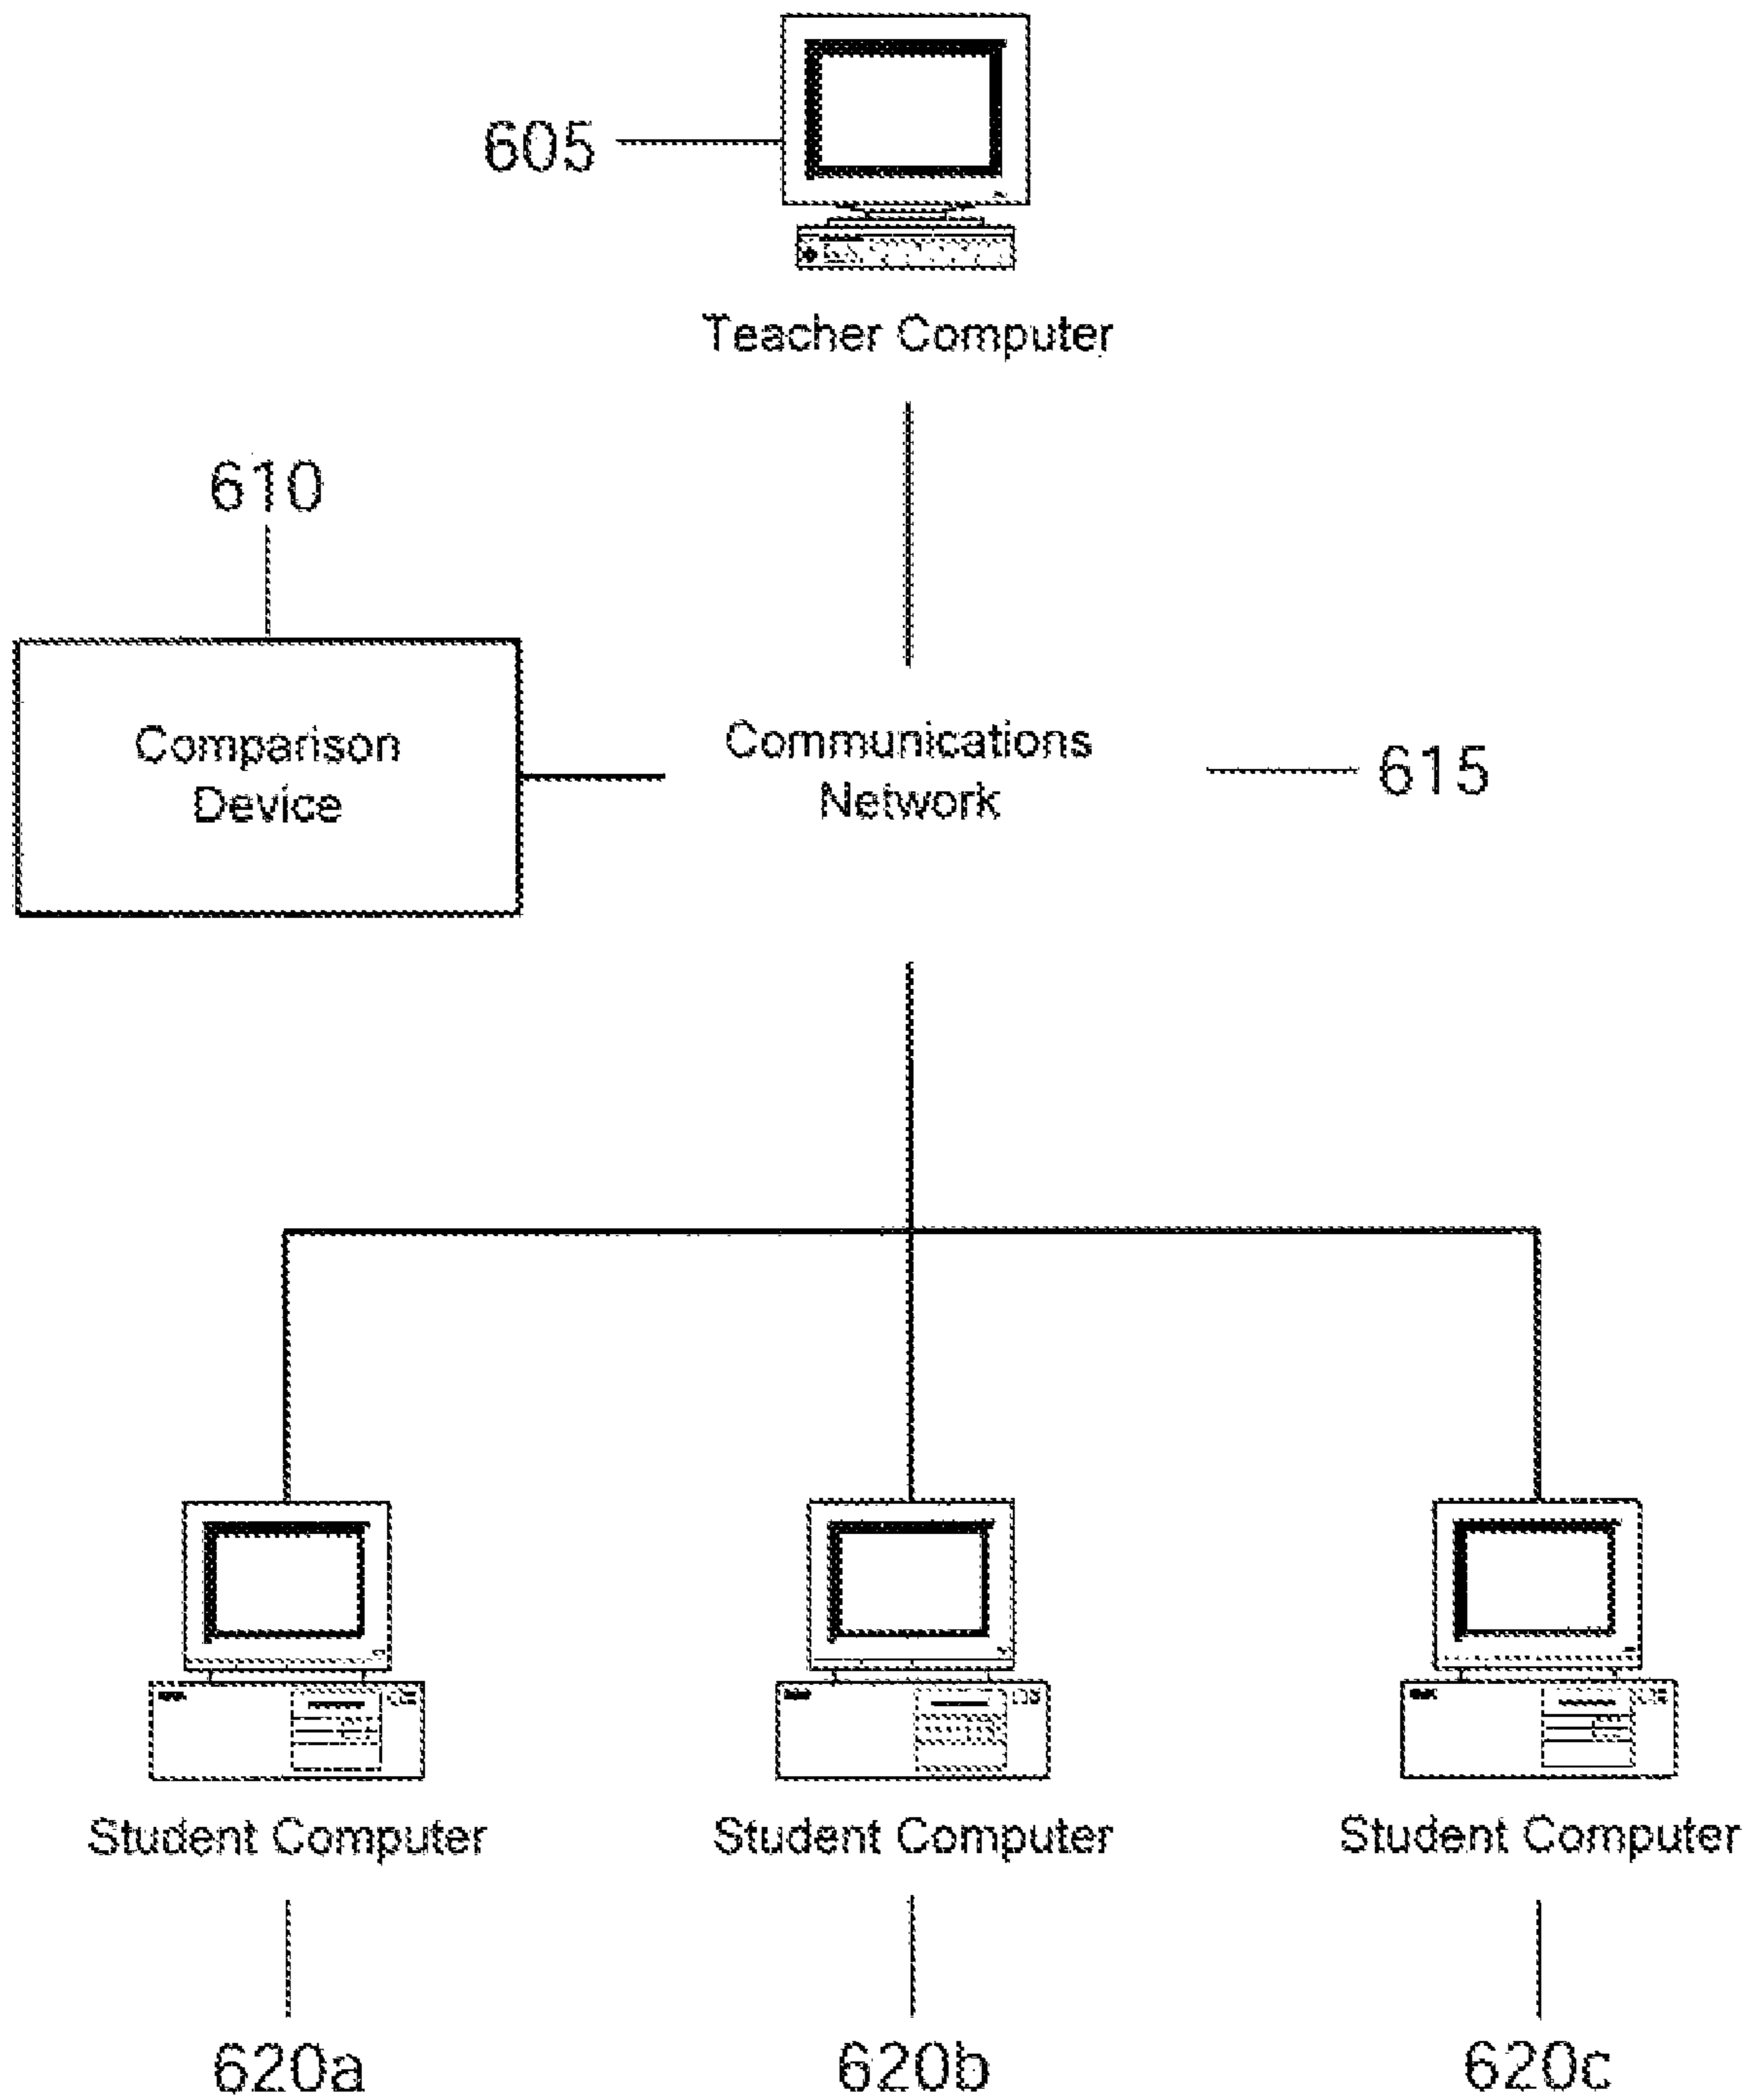 605
Teacher Computer
610
Comparison
Device
Communications
Network
615
Student Computer
Student Computer
Student Computer
620a
620b
620c